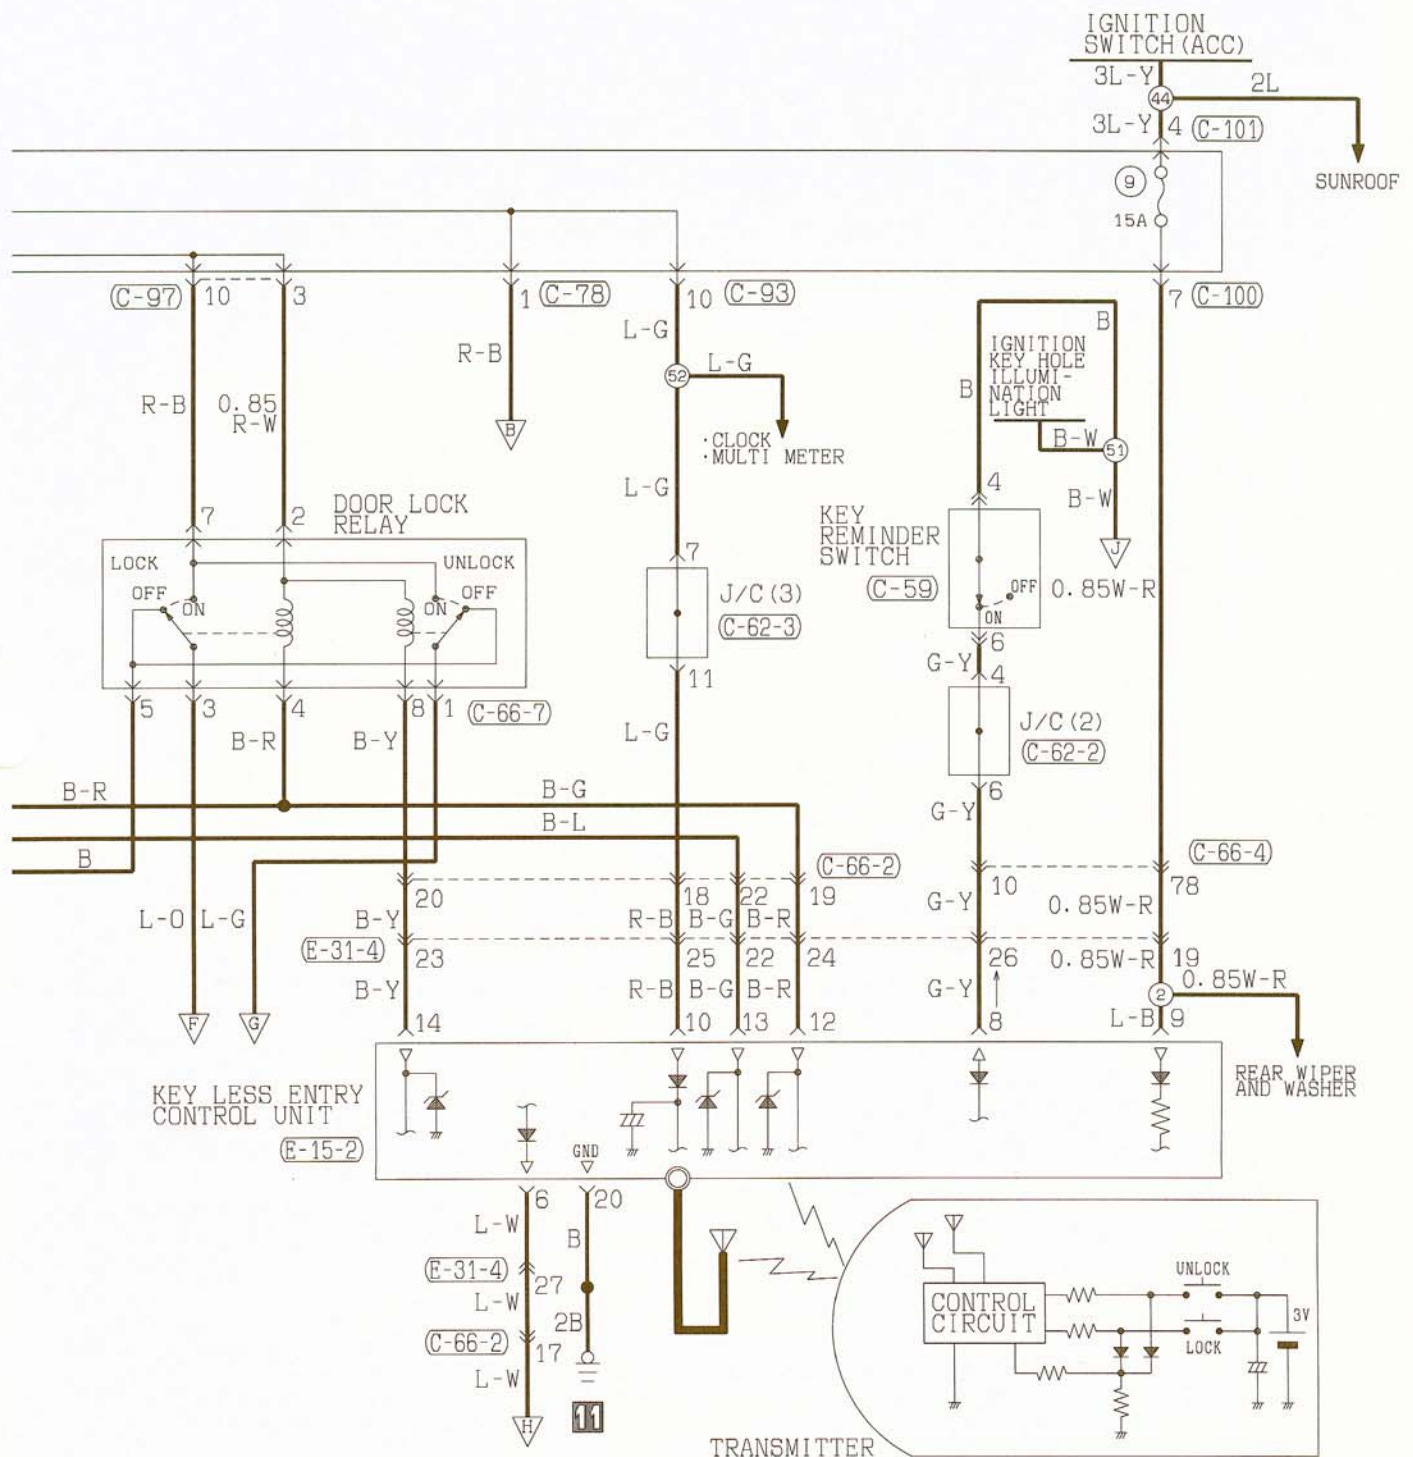 IGNITION
SWITCH(ACC)
3L-Y
44
2L
3L-Y 4 (C-101)
9
15A
SUNROOF
(C-97) 10 3
1 (C-78)
10 (C-93)
7 (C-100)
L-G
B
R-B
52
L-G
IGNITION
KEY HOLE
ILLUMI-
NATION
LIGHT
B
R-B
0.85
R-W
B
·CLOCK
·MULTI METER
B-W
51
L-G
B-W
4
7
2
DOOR LOCK
RELAY
KEY
REMINDER
SWITCH
(C-59)
J
LOCK
UNLOCK
7
OFF
ON
ON
OFF
J/C(3)
(C-62-3)
OFF
ON
0.85W-R
6
G-Y
4
11
5 3 4 8 1 (C-66-7)
B-R
B-Y
L-G
J/C(2)
(C-62-2)
6
B-R
B-G
G-Y
B-L
B
(C-66-2)
(C-66-4)
20
18 22 19
10
78
L-O
L-G
B-Y
R-B B-G B-R
G-Y
0.85W-R
(E-31-4)
23
25 22 24
26
0.85W-R
19
B-Y
R-B B-G B-R
G-Y
2
0.85W-R
F
G
14
10 13 12
8
L-B 9
KEY LESS ENTRY
CONTROL UNIT
(E-15-2)
REAR WIPER
AND WASHER
GND
6
20
L-W
B
(E-31-4)
27
L-W
2B
(C-66-2)
17
L-W
H
11
UNLOCK
CONTROL
CIRCUIT
3V
LOCK
TRANSMITTER